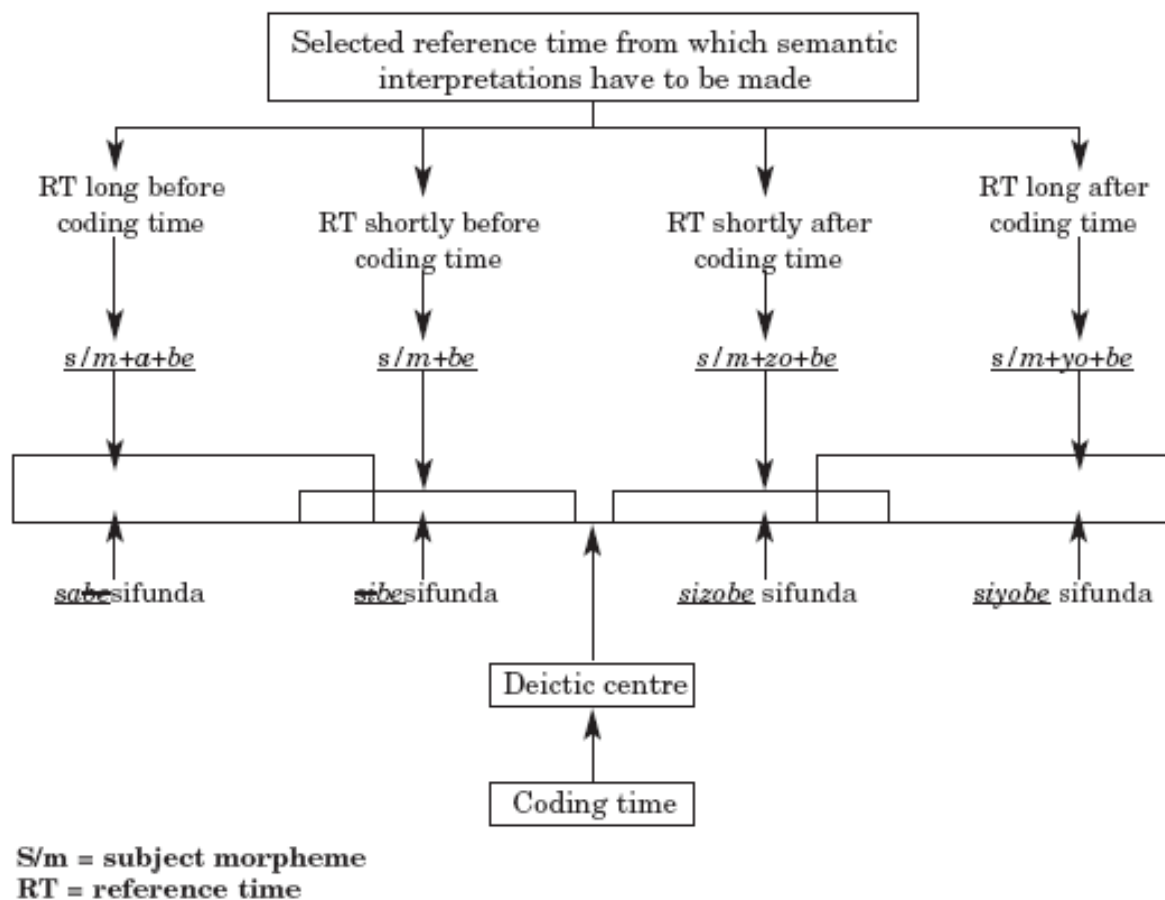 Selected reference time from which semantic
interpretations have to be made
RT long before
coding time
RT shortly before
coding time
RT shortly after
coding time
RT long after
coding time
s/m+a+be
s/m+be
s/m+zo+be
s/m+yo+be
sabesifunda
sibesifunda
sizobe sifunda
siyobe sifunda
Deictic centre
Coding time
S/m = subject morpheme
RT = reference time